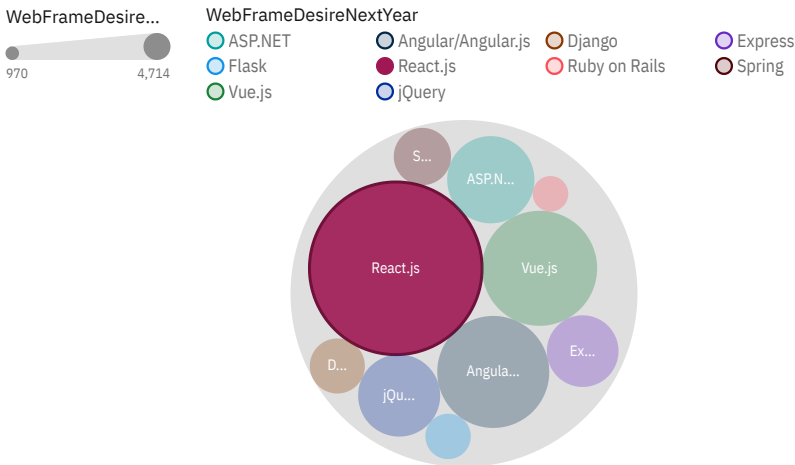 WebFrameDesire...
970 4,714
WebFrameDesireNextYear
ASP.NET Angular/Angular.js Django Express
Flask React.js Ruby on Rails Spring
Vue.js jQuery
S...
ASP.N...
React.js
Vue.js
Ex...
D...
Angula...
jQu...